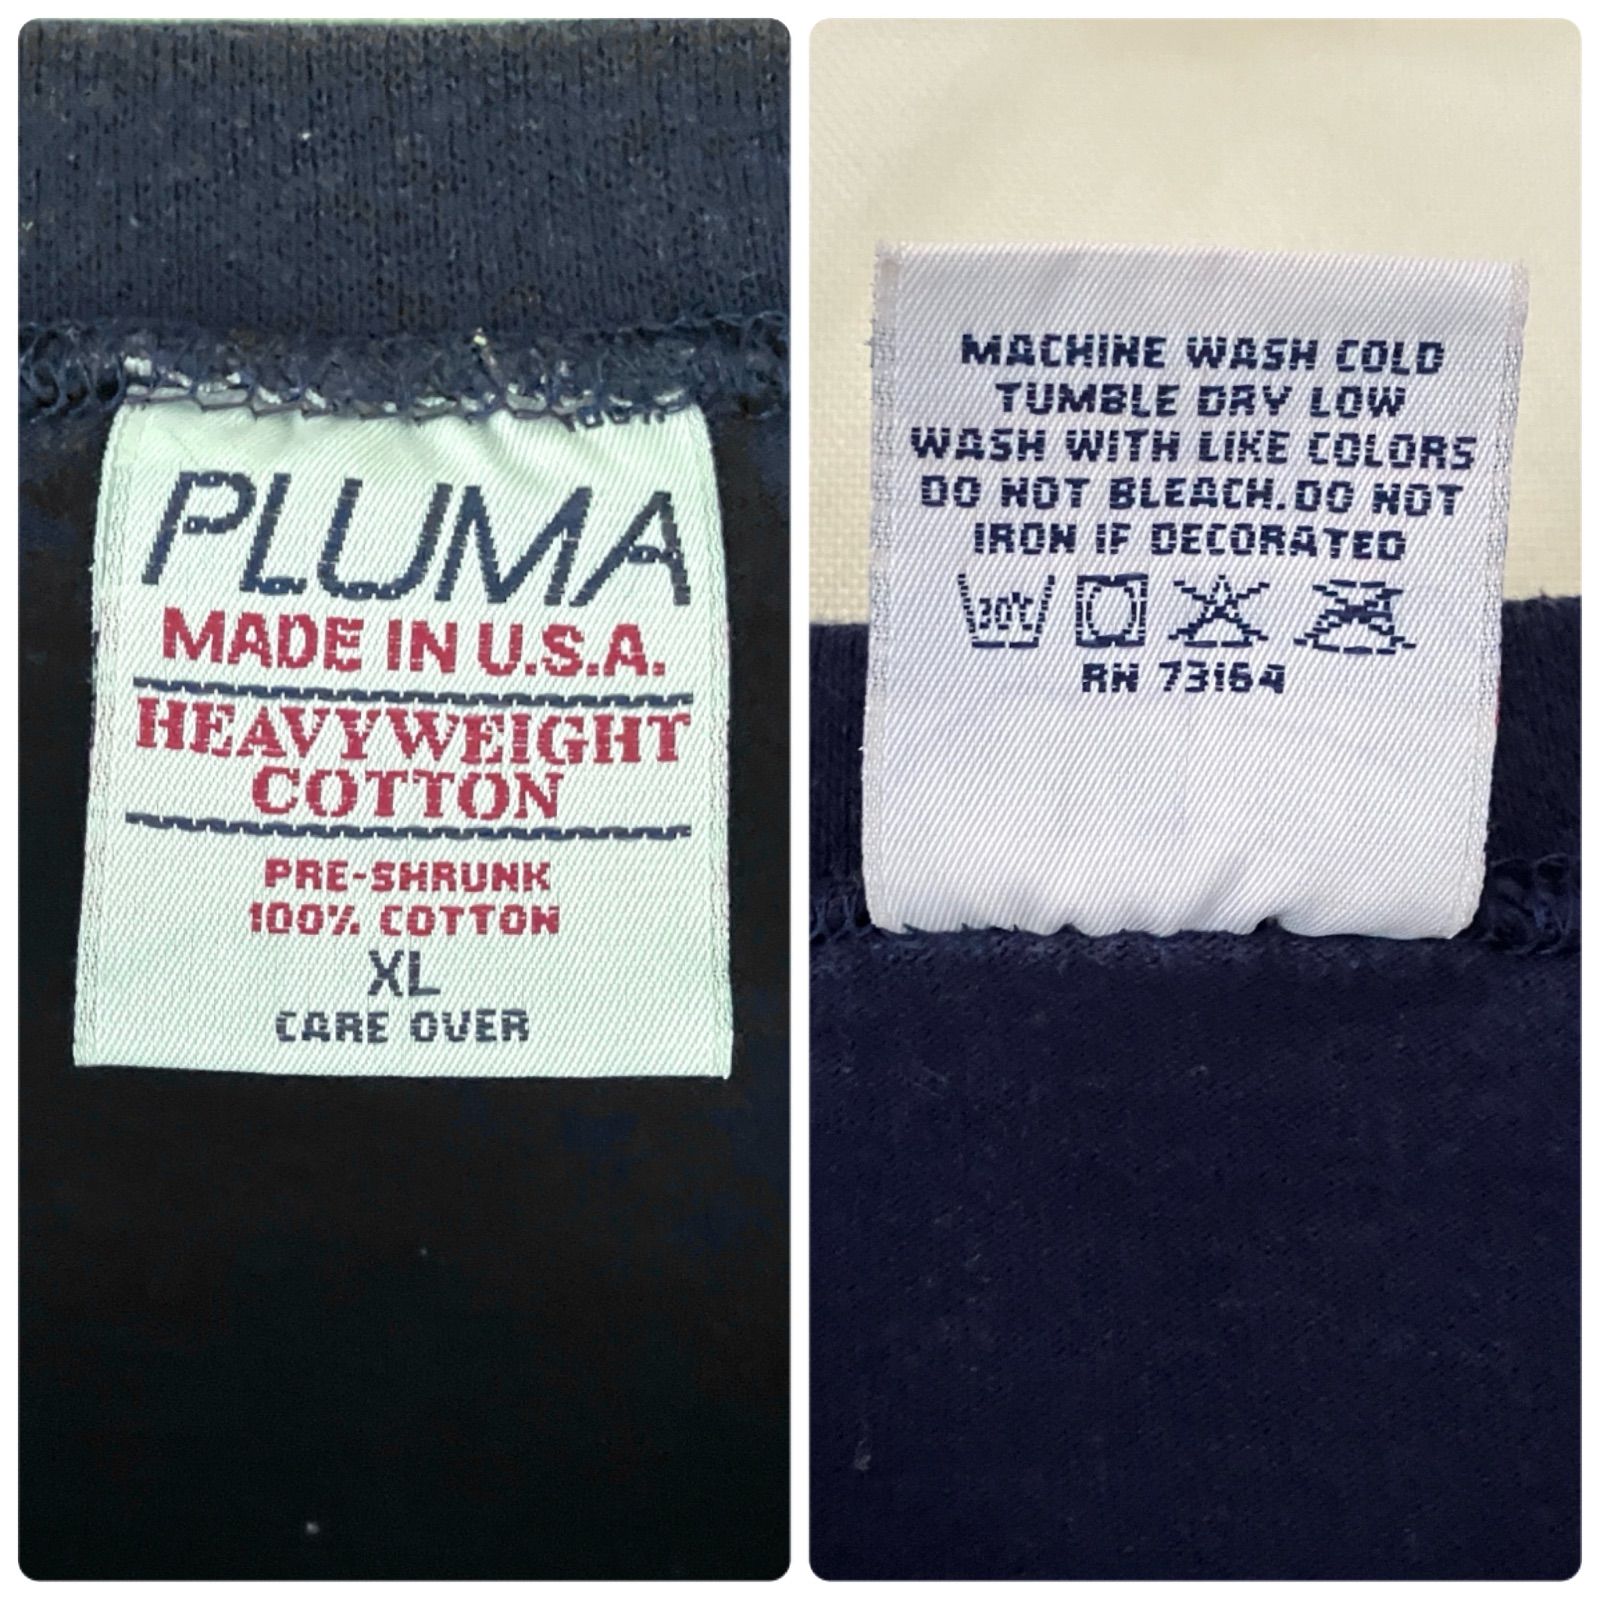 PLUMA
MADE IN U.S.A.
HEAVYWEIGHT
COTTON
PRE-SHRUNK
100% COTTON
XL
CARE OVER
MACHINE WASH COLD
TUMBLE DRY LOW
WASH WITH LIKE COLORS
DO NOT BLEACH.DO NOT
IRON IF DECORATED
30°C
RN 73164